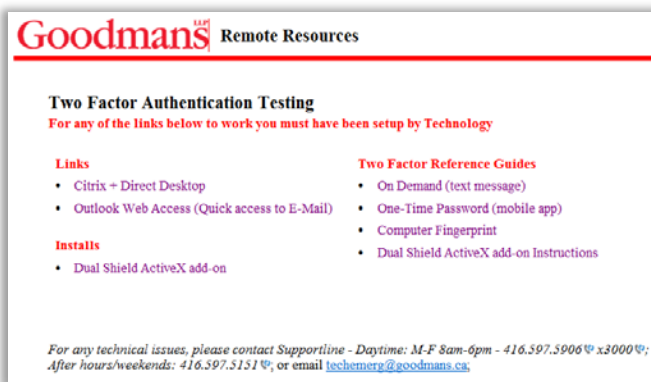 Goodmans LLP Remote Resources
Two Factor Authentication Testing
For any of the links below to work you must have been setup by Technology
Links
• Citrix + Direct Desktop
• Outlook Web Access (Quick access to E-Mail)
Installs
• Dual Shield ActiveX add-on
Two Factor Reference Guides
• On Demand (text message)
• One-Time Password (mobile app)
• Computer Fingerprint
• Dual Shield ActiveX add-on Instructions
For any technical issues, please contact Supportline - Daytime: M-F 8am-6pm - 416.597.5906 x3000;
After hours/weekends: 416.597.5151, or email techemerg@goodmans.ca;